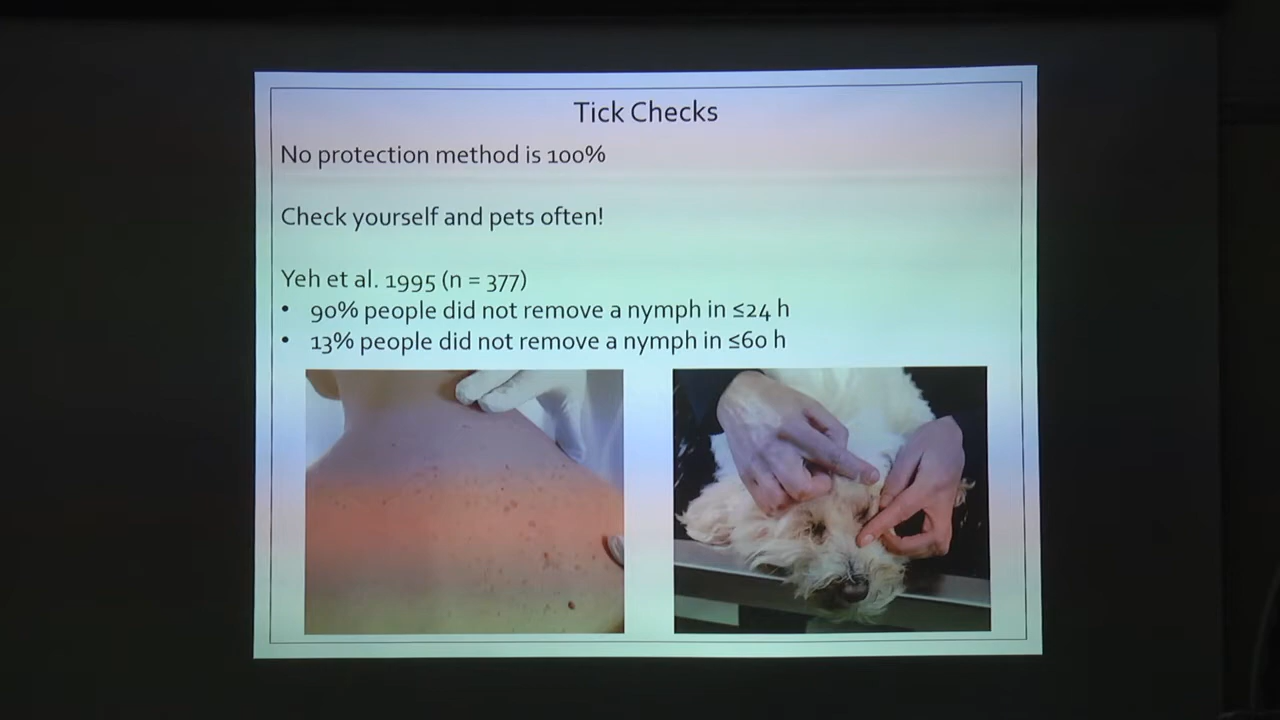 Tick Checks
No protection method is 100%
Check yourself and pets often!
Yeh et al. 1995 (n = 377)
• 90% people did not remove a nymph in ≤24 h
• 13% people did not remove a nymph in ≤60 h